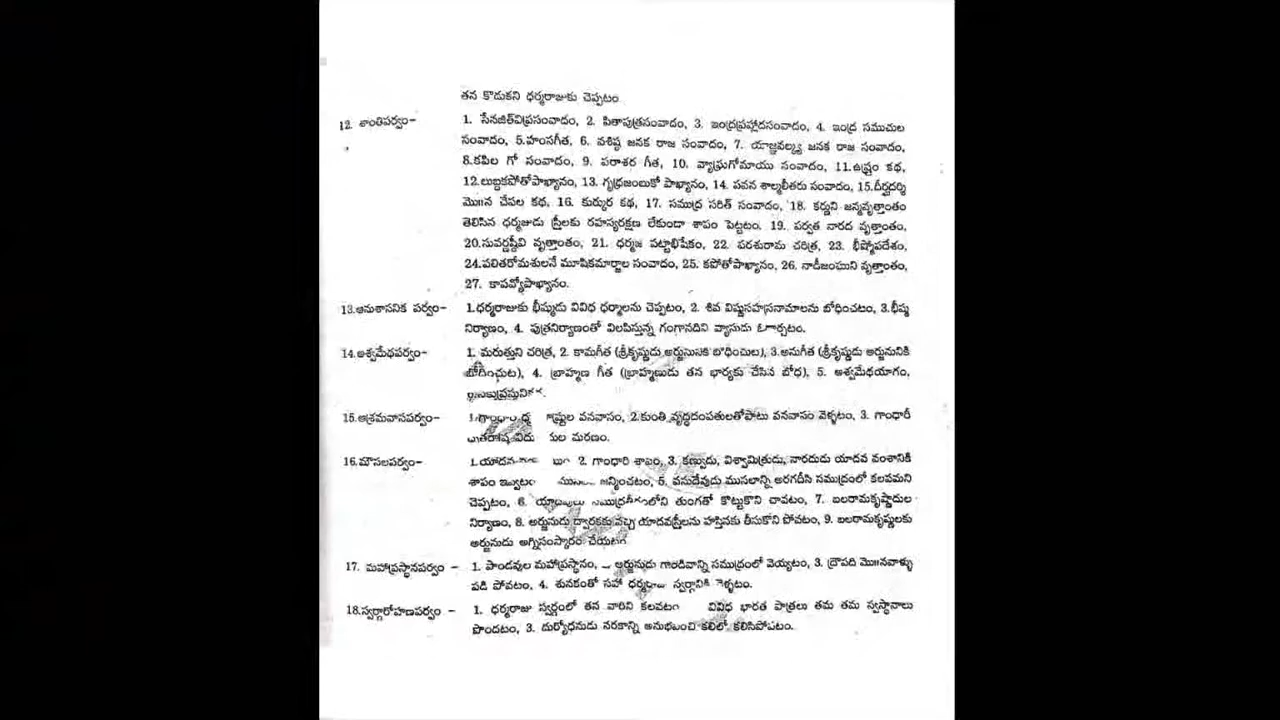 తన కొడుకని ధర్మరాజుకు చెప్పటం
12. శాంతిపర్వం– 1. సేనజిత్‌విప్రసంవాదం, 2. పితాపుత్రసంవాదం, 3. ఇంద్రప్రహ్లాదసంవాదం, 4. ఇంద్ర సముచుల
సంవాదం, 5.హంసగీత, 6. వశిష్ఠ జనక రాజ సంవాదం, 7. యాజ్ఞవల్క్య జనక రాజ సంవాదం,
8.కపిల గో సంవాదం, 9. పరాశర గీత, 10. వ్యాఘ్రగోమాయు సంవాదం, 11.ఉష్ట్రం కథ,
12.లుబ్ధకపోతోపాఖ్యానం, 13. గృధ్రజంబుకో పాఖ్యానం, 14. పవన శాల్మలీతరు సంవాదం, 15.దీర్ఘదర్శి
మొ॥న చేపల కథ, 16. కుర్కుర కథ, 17. సముద్ర సరిత్ సంవాదం, 18. కర్ణుని జన్మవృత్తాంతం
తెలిసిన ధర్మజుడు స్త్రీలకు రహస్యరక్షణ లేకుండా శాపం పెట్టటం. 19. పర్వత నారద వృత్తాంతం,
20.సువర్ణష్ఠీవి వృత్తాంతం, 21. ధర్మజ పట్టాభిషేకం, 22. పరశురామ చరిత్ర, 23. భీష్మోపదేశం,
24.పలితరోమశులనే మూషికమార్జాల సంవాదం, 25. కపోతోపాఖ్యానం, 26. నాడీజంఘుని వృత్తాంతం,
27. కాపవ్యోపాఖ్యానం.
13.ఆనుశాసనిక పర్వం– 1.ధర్మరాజుకు భీష్ముడు వివిధ ధర్మాలను చెప్పటం, 2. శివ విష్ణుసహస్రనామాలను బోధించటం, 3.భీష్మ
నిర్యాణం, 4. పుత్రనిర్యాణంతో విలపిస్తున్న గంగానదిని వ్యాసుడు ఓదార్చటం.
14.అశ్వమేధపర్వం– 1. మరుత్తుని చరిత్ర, 2. కామగీత (శ్రీకృష్ణుడు అర్జునునికి బోధించుట), 3.అనుగీత (శ్రీకృష్ణుడు అర్జునునికి
బోధించుట), 4. బ్రాహ్మణ గీత (బ్రాహ్మణుడు తన భార్యకు చేసిన బోధ), 5. అశ్వమేధయాగం,
15.ఆశ్రమవాసపర్వం– వనవాసం, 2.కుంతి వృద్ధదంపతులతోపాటు వనవాసం వెళ్ళటం, 3. గాంధారీ
మరణం.
16.మౌసలపర్వం– 2. గాంధారి శాపం, 3. కణ్వుడు, విశ్వామిత్రుడు, నారదుడు యాదవ వంశానికి
శాపం జన్మించటం, 5. వసుదేవుడు ముసలాన్ని అరగదీసి సముద్రంలో కలవమని
చెప్పటం, 6. తుంగతో కొట్టుకొని చావటం, 7. బలరామకృష్ణాదుల
నిర్యాణం, 8. అర్జునుడు ద్వారకకు వచ్చి యాదవస్త్రీలను హస్తినకు తీసుకొని పోవటం, 9. బలరామకృష్ణులకు
అర్జునుడు అగ్నిసంస్కారం చేయటం
17. మహాప్రస్థానపర్వం – 1. పాండవుల మహాప్రస్థానం, అర్జునుడు గాండీవాన్ని సముద్రంలో వెయ్యటం, 3. ద్రౌపది మొ॥నవాళ్ళు
పడి పోవటం, 4. శునకంతో సహా స్వర్గానికి వెళ్ళటం.
18.స్వర్గారోహణపర్వం – 1. ధర్మరాజు స్వర్గంలో తన వారిని కలవటం వివిధ భారత పాత్రలు తమ తమ స్వస్థానాలు
పొందటం, 3. దుర్యోధనుడు నరకాన్ని అనుభవించి కలిలో కలిసిపోవటం.